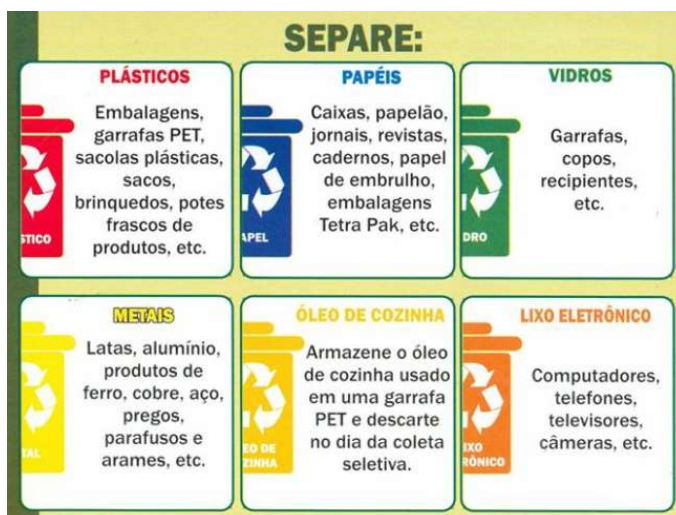 SEPARE:
PLÁSTICOS
Embalagens,
garrafas PET,
sacolas plásticas,
sacos,
brinquedos, potes
frascos de
produtos, etc.
STICO
PAPÉIS
Caixas, papelão,
jornais, revistas,
cadernos, papel
de embrulho,
embalagens
Tetra Pak, etc.
APEL
VIDROS
Garrafas,
copos,
recipientes,
etc.
DRO
METAIS
Latas, alumínio,
produtos de
ferro, cobre, aço,
pregos,
parafusos e
arames, etc.
AL
ÓLEO DE COZINHA
Armazene o óleo
de cozinha usado
em uma garrafa
PET e descarte
no dia da coleta
seletiva.
EO DE
ZINHA
LIXO ELETRÔNICO
Computadores,
telefones,
televisores,
câmeras, etc.
IXO
RÔNICO